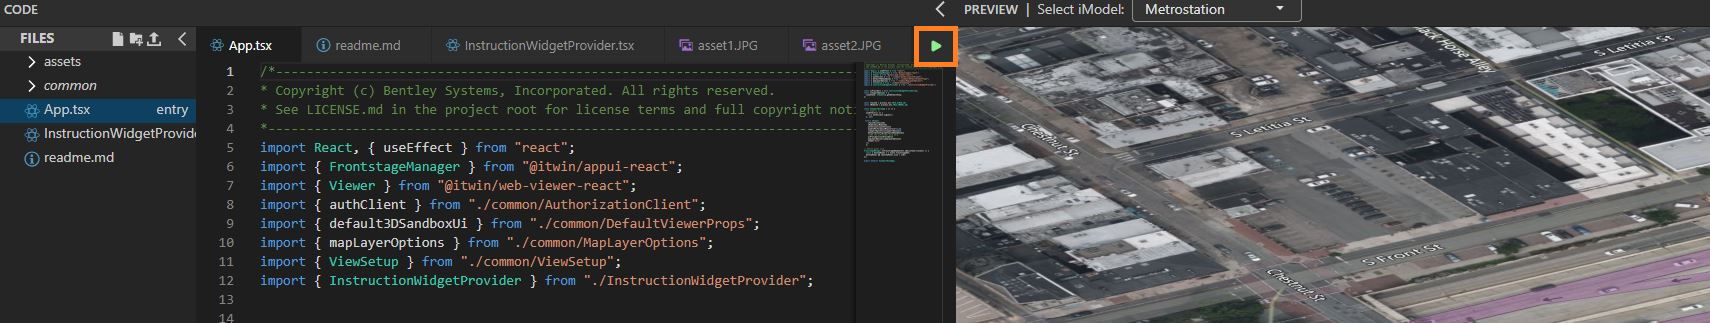 CODE
PREVIEW | Select iModel: Metrostation
FILES
assets
common
App.tsx entry
InstructionWidgetProvide
readme.md
App.tsx readme.md InstructionWidgetProvider.tsx asset1.JPG asset2.JPG
1 /*--------------------------------------------------------------------------
2 * Copyright (c) Bentley Systems, Incorporated. All rights reserved.
3 * See LICENSE.md in the project root for license terms and full copyright noti
4 *--------------------------------------------------------------------------
5 import React, { useEffect } from "react";
6 import { FrontstageManager } from "@itwin/appui-react";
7 import { Viewer } from "@itwin/web-viewer-react";
8 import { authClient } from "./common/AuthorizationClient";
9 import { default3DSandboxUi } from "./common/DefaultViewerProps";
10 import { mapLayerOptions } from "./common/MapLayerOptions";
11 import { ViewSetup } from "./common/ViewSetup";
12 import { InstructionWidgetProvider } from "./InstructionWidgetProvider";
13
14
Black Horse Alley
S Letitia St
S Letitia St
Chestnut St
S Front St
Chestnut St